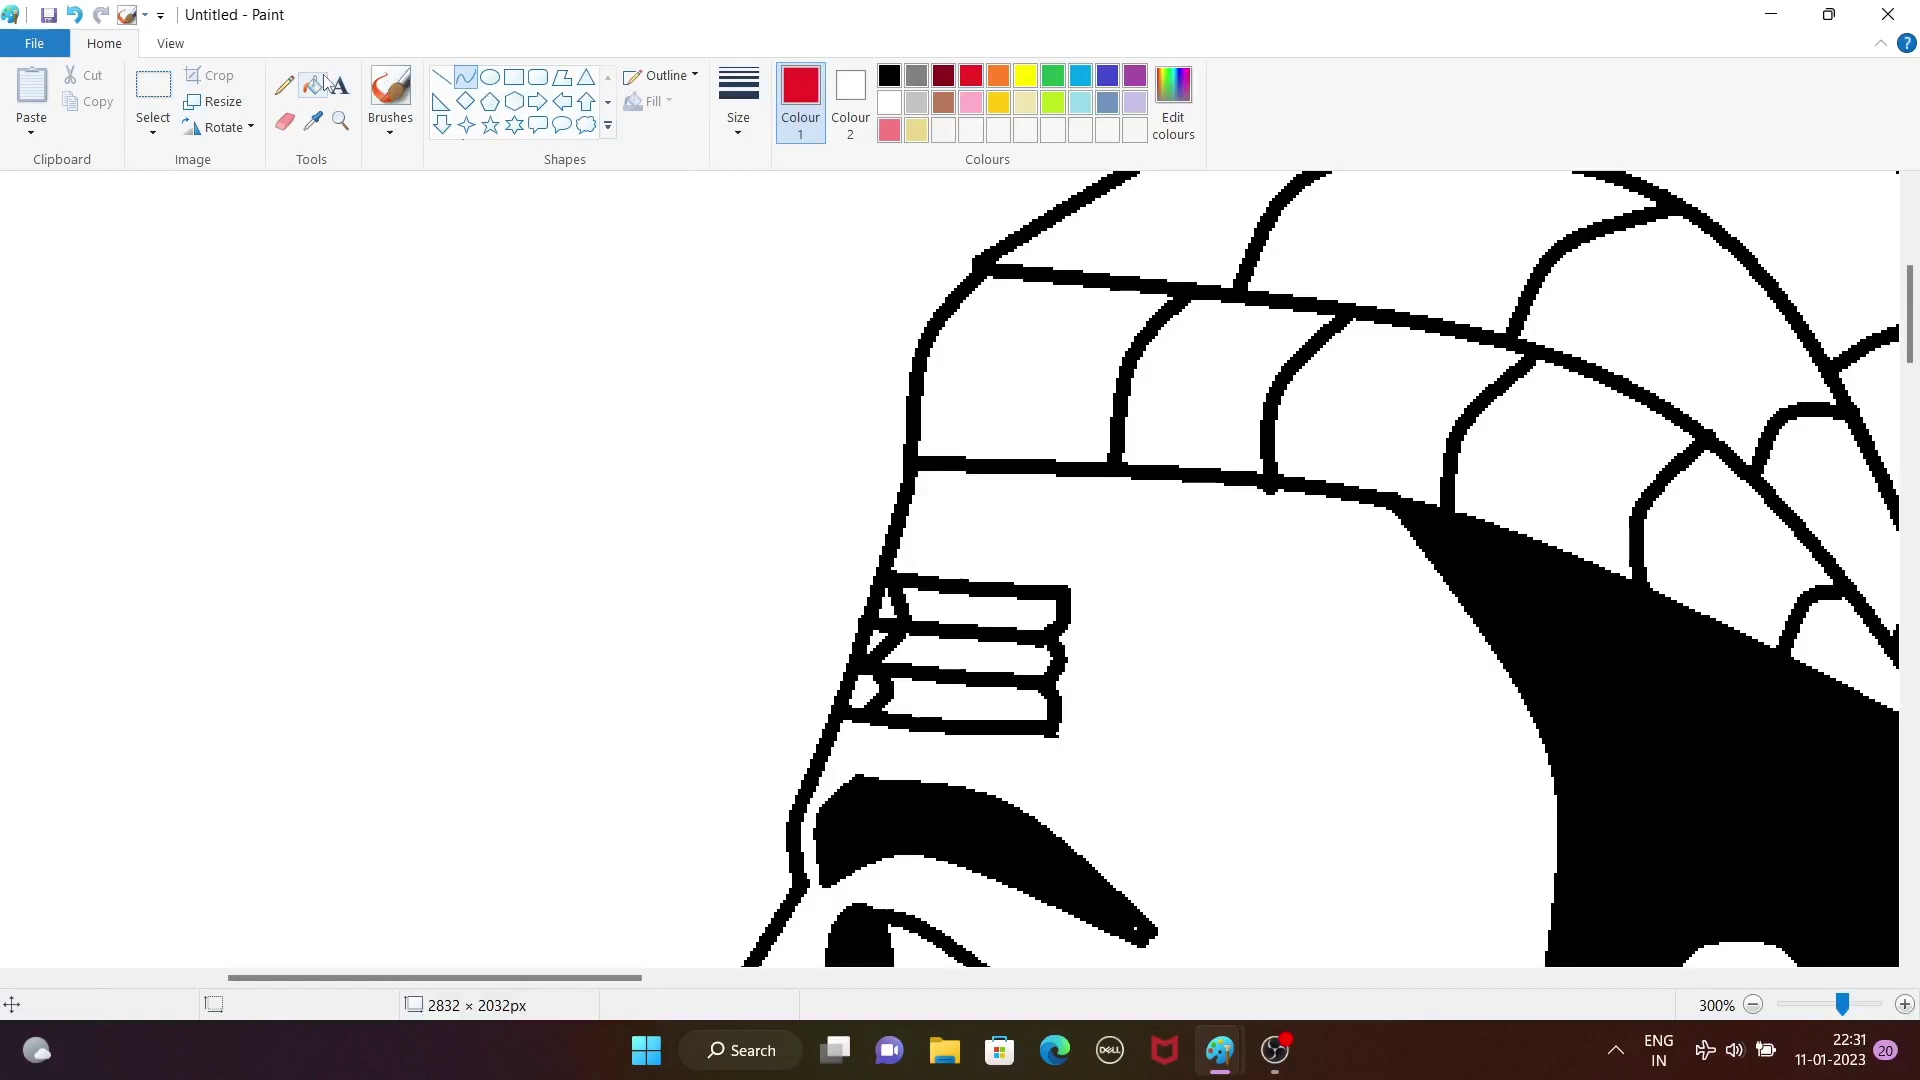 Untitled - Paint
File Home View
Paste
Cut
Copy
Clipboard
Select
Crop
Resize
Rotate
Image
A
Tools
Brushes
Outline
Fill
Shapes
Size
Colour 1
Colour 2
Edit colours
Colours
2832 × 2032px
300%
Search
DELL
ENG
IN
22:31
11-01-2023
20